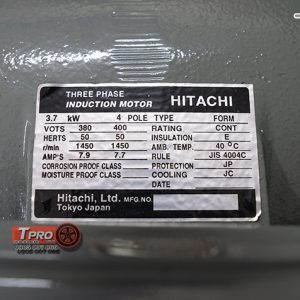 THREE PHASE
INDUCTION MOTOR HITACHI
3.7 kW 4 POLE TYPE FORM
VOTS 380 400 RATING CONT
HERTS 50 50 INSULATION E
r/min 1450 1450 AMB. TEMP. 40 °C
AMP'S 7.9 7.7 RULE JIS 4004C
CORROSION PROOF CLASS PROTECTION JP
MOISTURE PROOF CLASS COOLING JC
Hitachi, Ltd. MFG.NO.
Tokyo Japan
TPRO